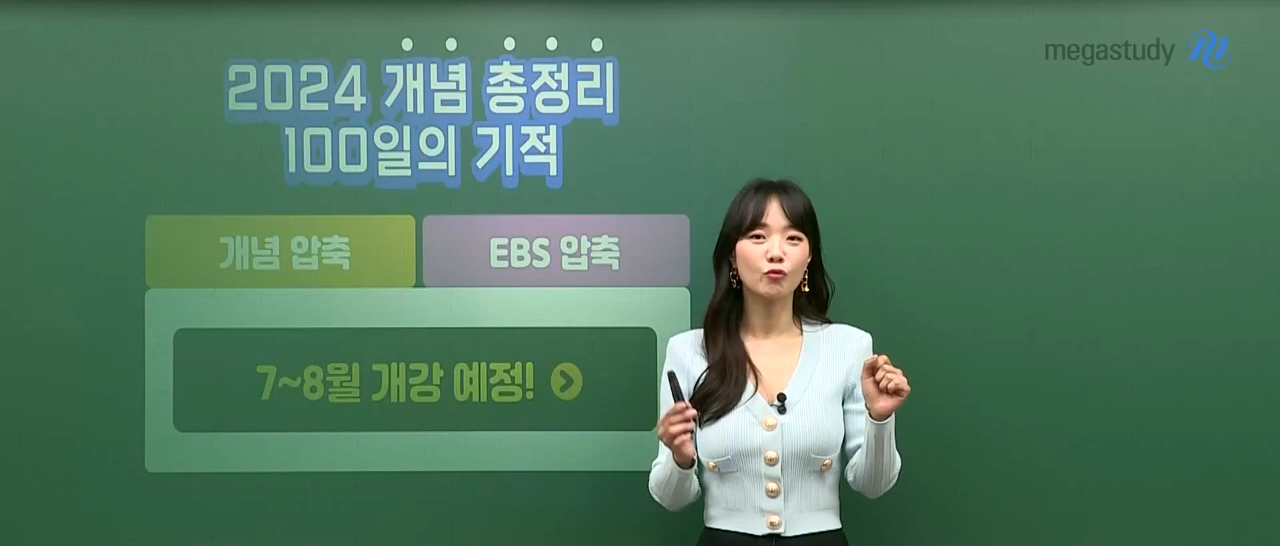 megastudy
2024 개념 총정리
100일의 기적
개념 압축
EBS 압축
7~8월 개강 예정!